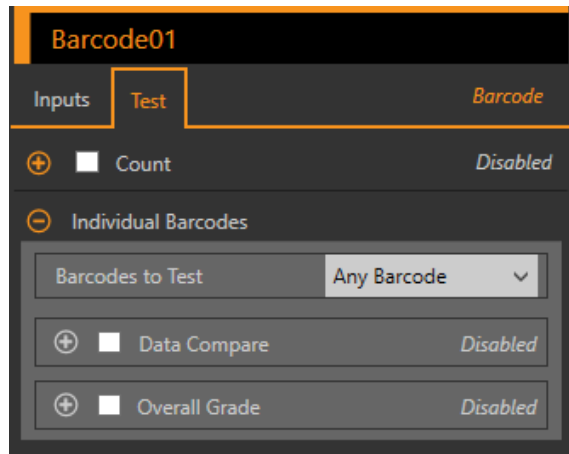 Barcode01
Inputs Test Barcode
Count Disabled
Individual Barcodes
Barcodes to Test Any Barcode
Data Compare Disabled
Overall Grade Disabled